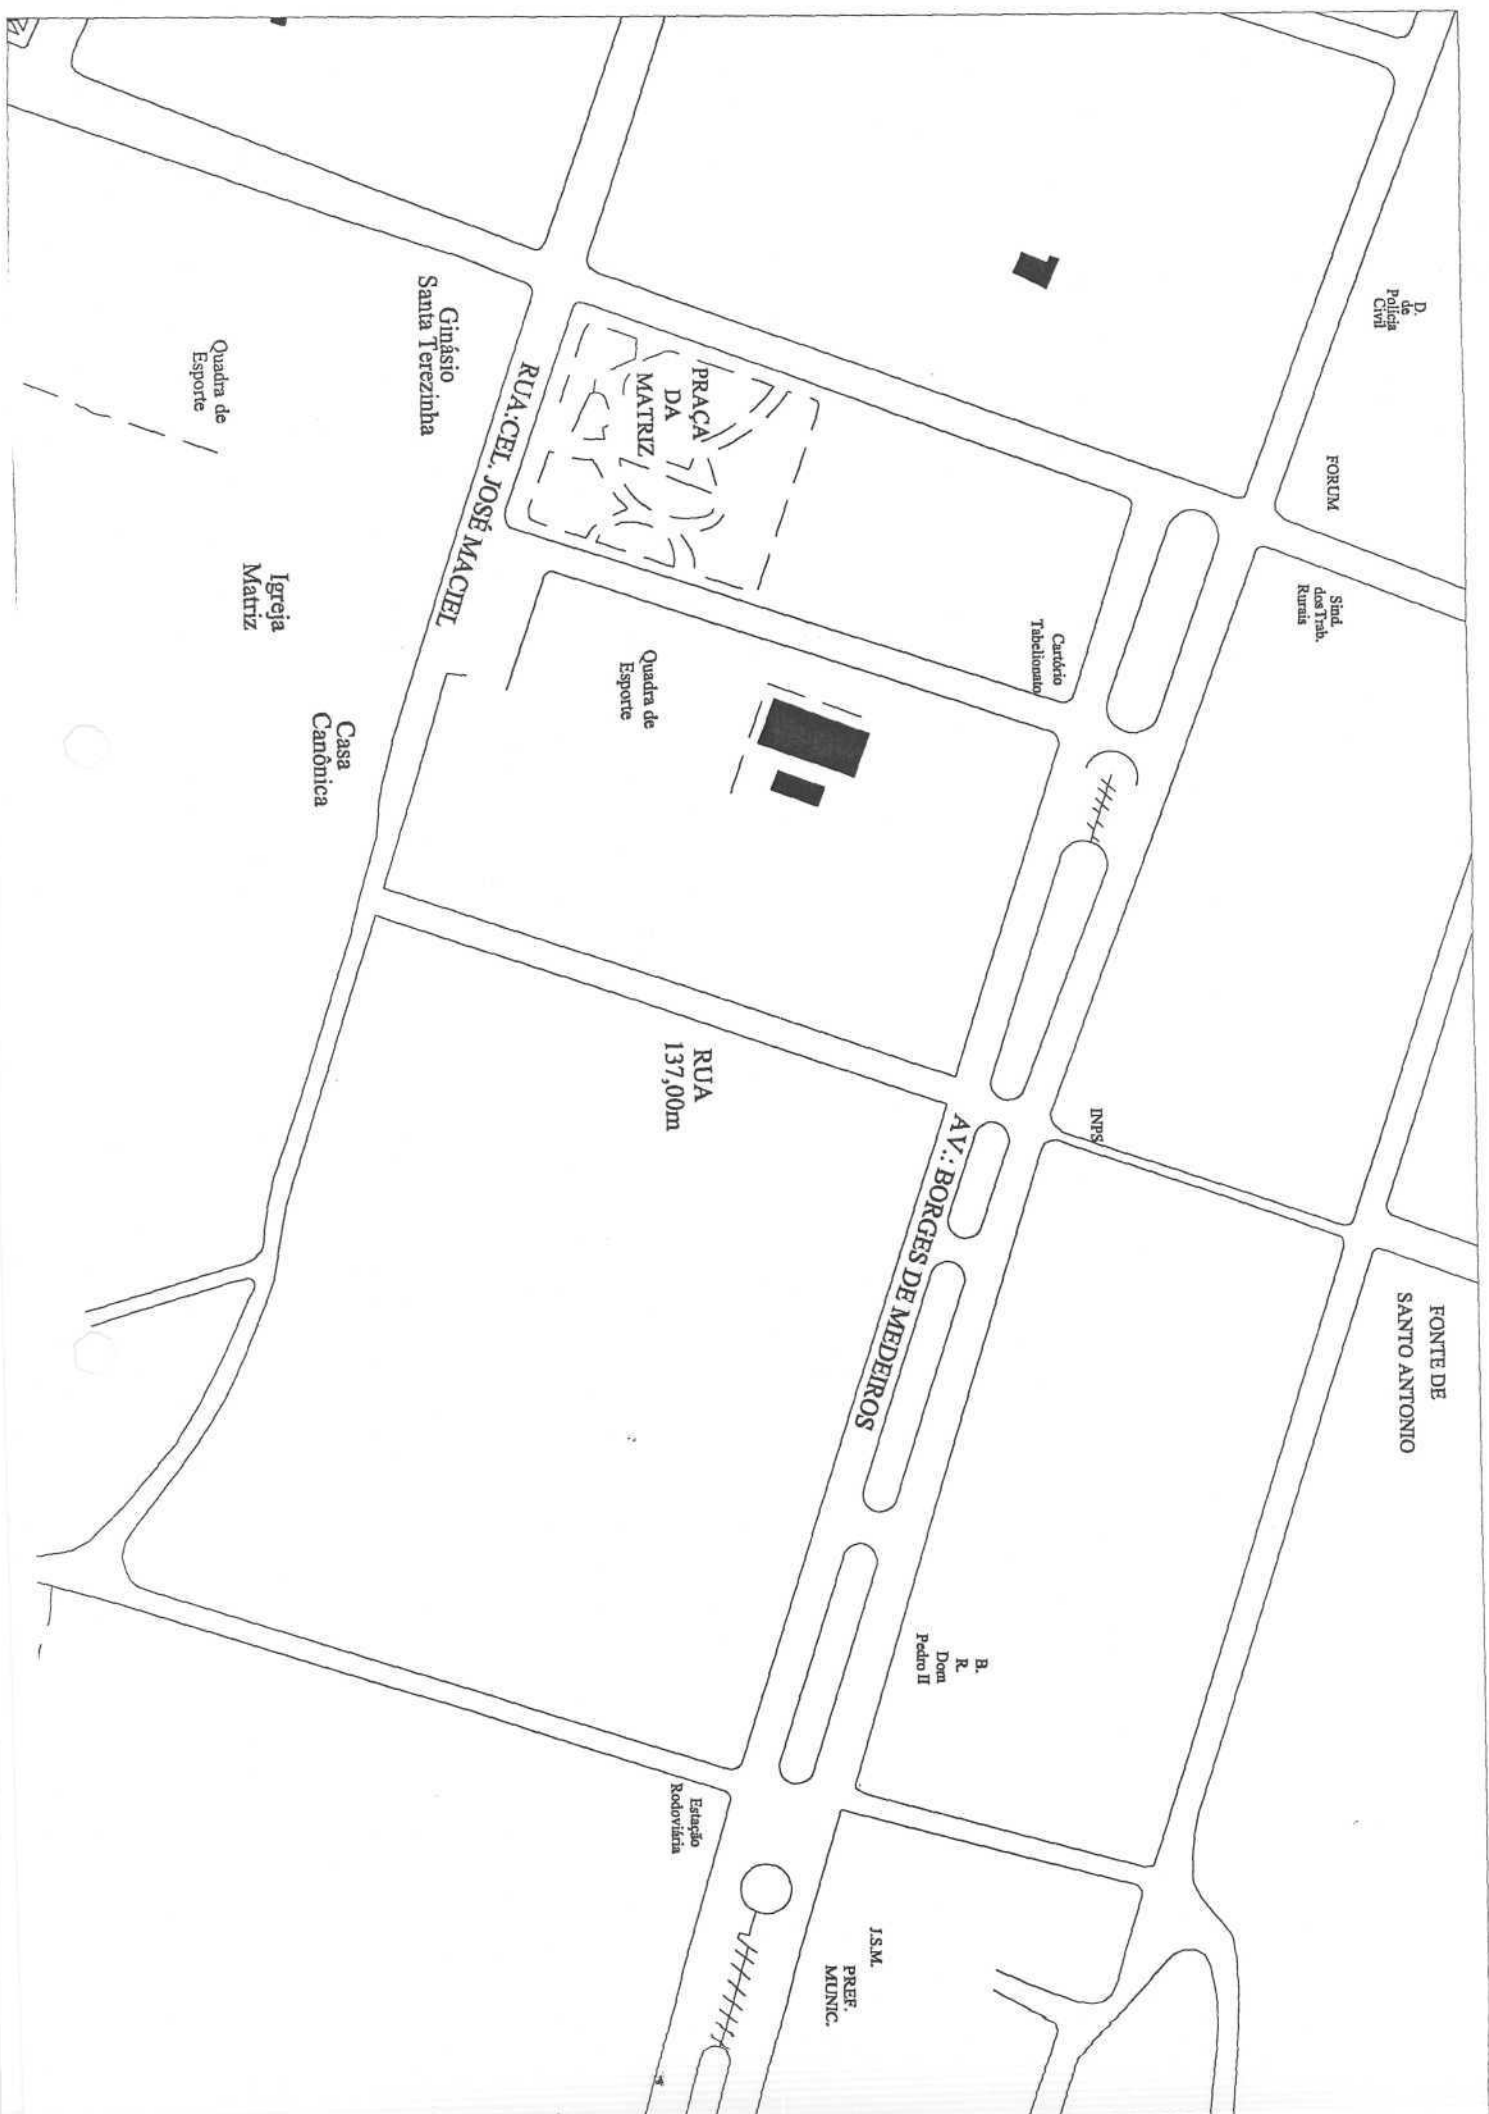 D.
de
Polícia
Civil
FORUM
Sind.
dos Trab.
Rurais
FONTE DE
SANTO ANTONIO
INPS
Cartório
Tabelionato
PRAÇA
DA
MATRIZ
Quadra de
Esporte
Ginásio
Santa Terezinha
RUA:CEL. JOSÉ MACIEL
Quadra de
Esporte
Igreja
Matriz
Casa
Canônica
RUA
137,00m
AV.: BORGES DE MEDEIROS
B.
R.
Dom
Pedro II
Estação
Rodoviária
J.S.M.
PREF.
MUNIC.